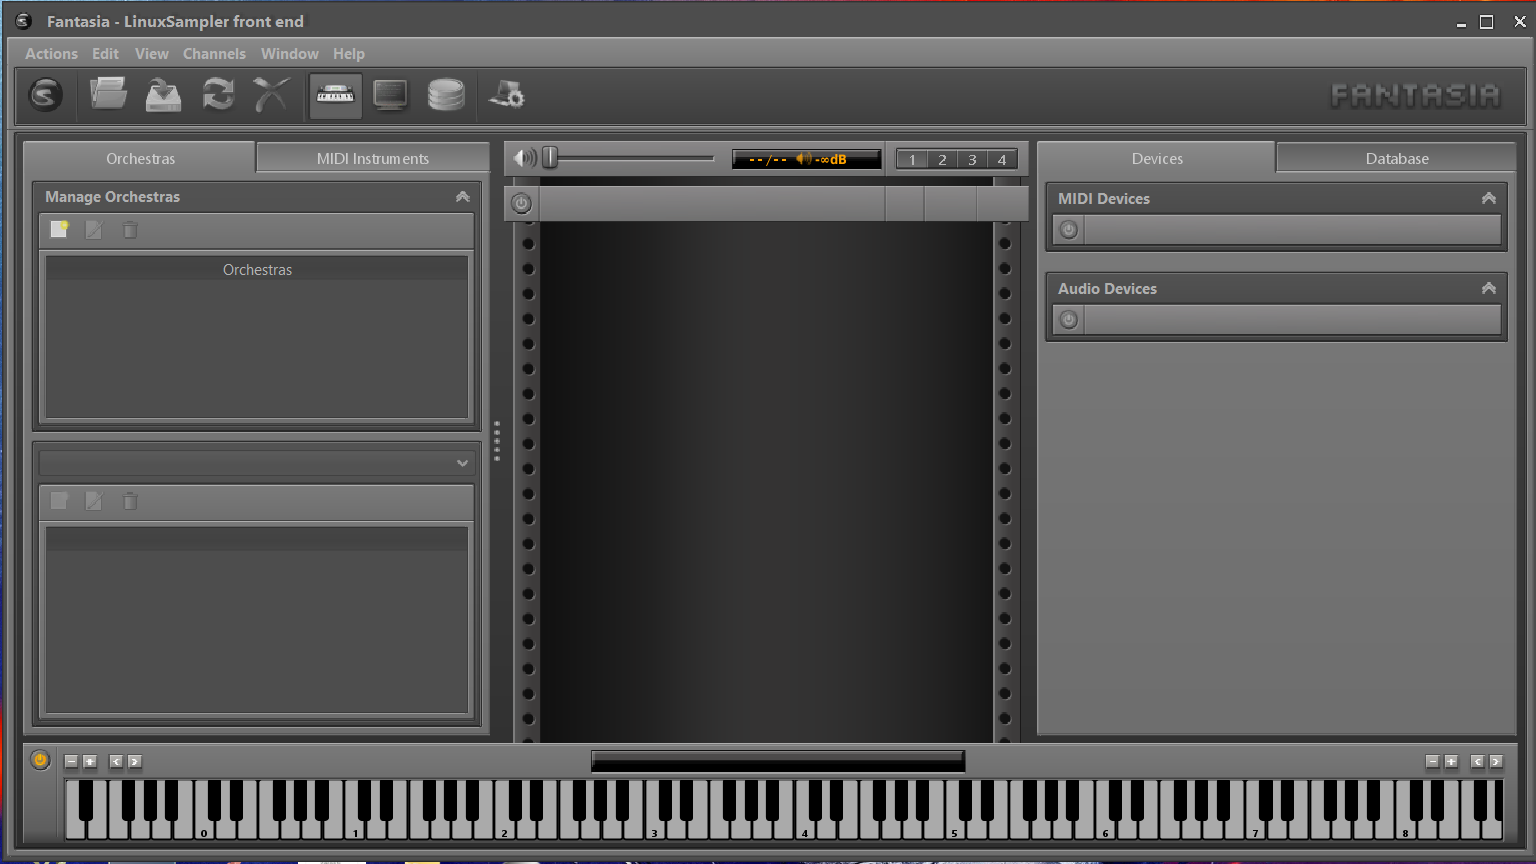 Fantasia - LinuxSampler front end
Actions Edit View Channels Window Help
FANTASIA
Orchestras MIDI Instruments
--/-- -∞dB
1 2 3 4
Devices Database
Manage Orchestras
Orchestras
MIDI Devices
Audio Devices
0 1 2 3 4 5 6 7 8